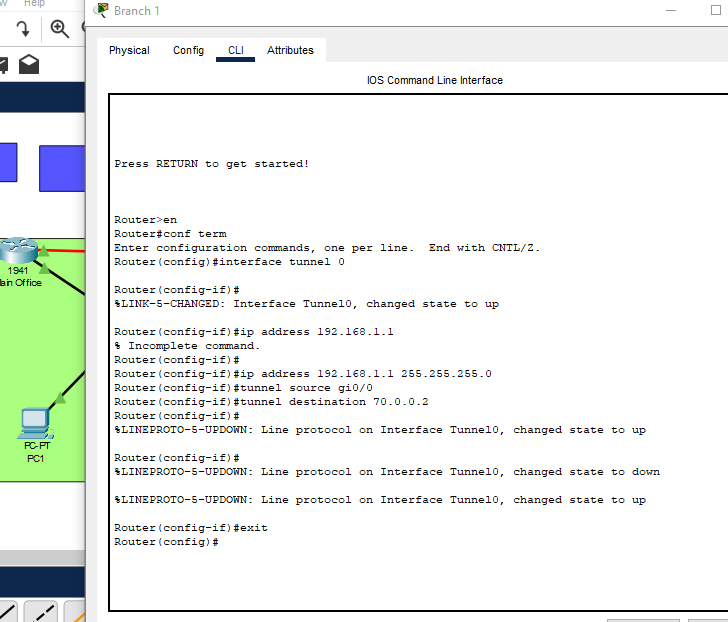 Help
Branch 1
Physical Config CLI Attributes
IOS Command Line Interface
Press RETURN to get started!
Router>en
Router#conf term
Enter configuration commands, one per line.  End with CNTL/Z.
Router(config)#interface tunnel 0
Router(config-if)#
%LINK-5-CHANGED: Interface Tunnel0, changed state to up
Router(config-if)#ip address 192.168.1.1
% Incomplete command.
Router(config-if)#
Router(config-if)#ip address 192.168.1.1 255.255.255.0
Router(config-if)#tunnel source gi0/0
Router(config-if)#tunnel destination 70.0.0.2
Router(config-if)#
%LINEPROTO-5-UPDOWN: Line protocol on Interface Tunnel0, changed state to up
Router(config-if)#
%LINEPROTO-5-UPDOWN: Line protocol on Interface Tunnel0, changed state to down
%LINEPROTO-5-UPDOWN: Line protocol on Interface Tunnel0, changed state to up
Router(config-if)#exit
Router(config)#
1941
ain Office
PC-PT
PC1